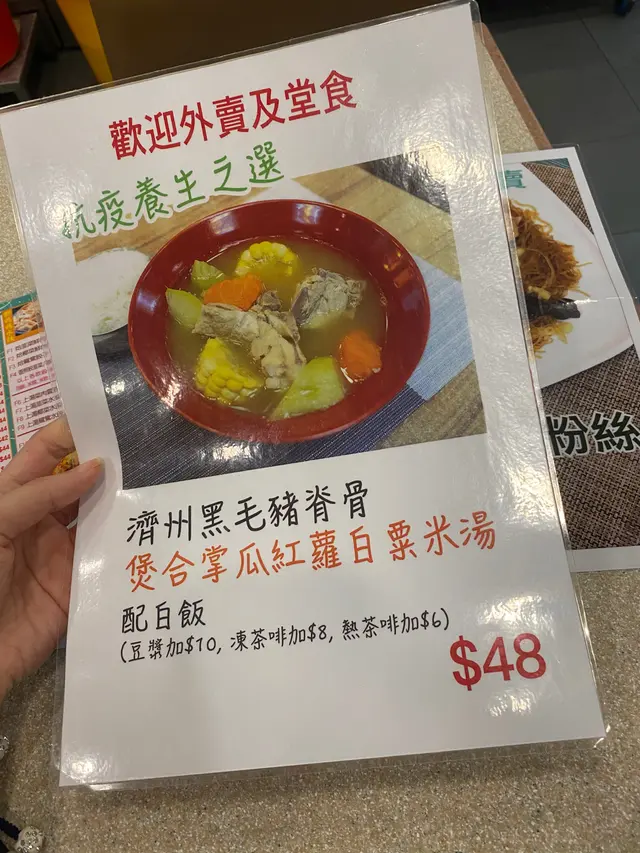 歡迎外賣及堂食
抗疫養生之選
濟州黑毛豬脊骨
煲合掌瓜紅蘿白粟米湯
配白飯
(豆漿加$10, 凍茶啡加$8, 熱茶啡加$6)
$48
賣
粉絲